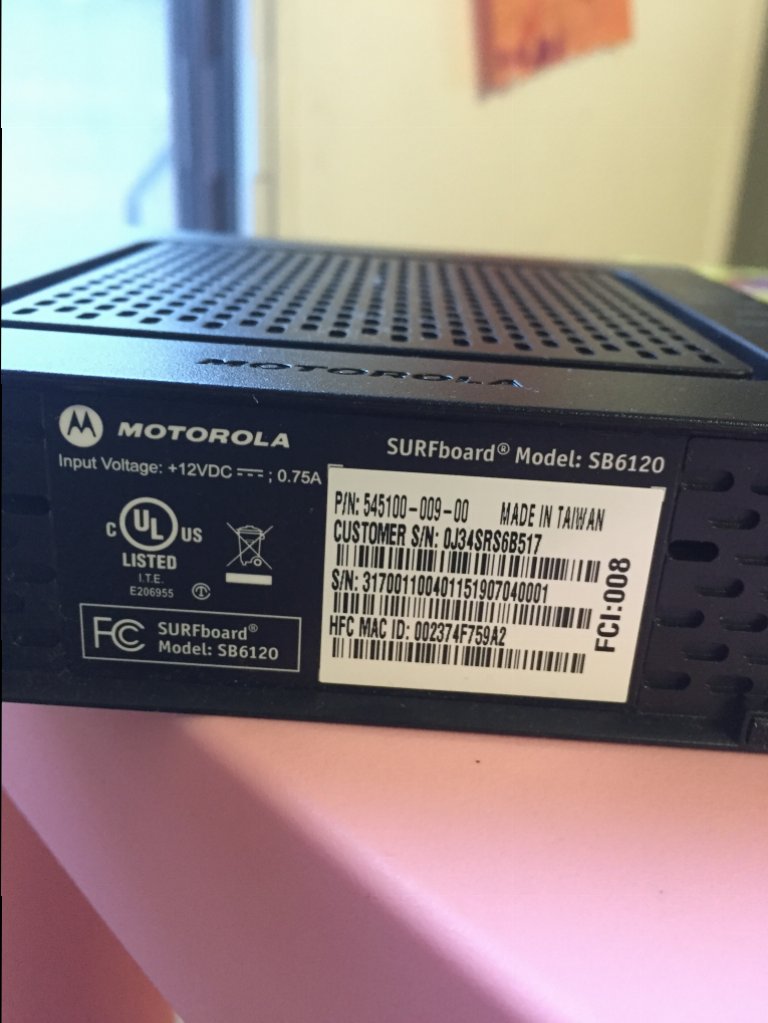 MOTOROLA
MOTOROLA
SURFboard® Model: SB6120
Input Voltage: +12VDC ⎓ ; 0.75A
C UL US
LISTED
I.T.E.
E206955
FC SURFboard®
Model: SB6120
P/N: 545100-009-00 MADE IN TAIWAN
CUSTOMER S/N: 0J34SRS6B517
S/N: 317001100401151907040001
HFC MAC ID: 002374F759A2
FCI:008